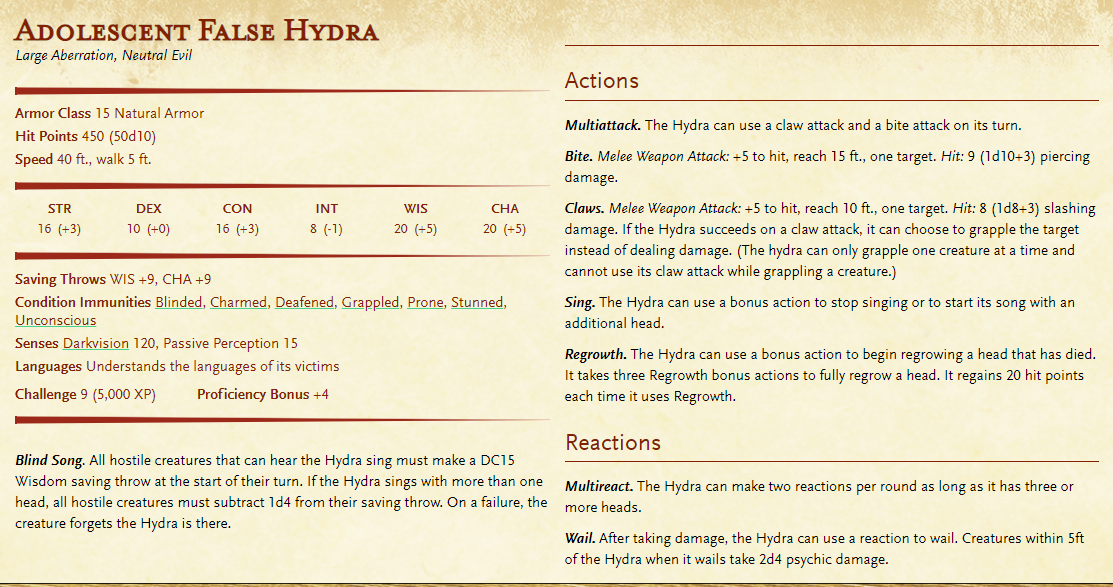 Adolescent False Hydra
Large Aberration, Neutral Evil
Armor Class 15 Natural Armor
Hit Points 450 (50d10)
Speed 40 ft., walk 5 ft.
STR DEX CON INT WIS CHA
16 (+3) 10 (+0) 16 (+3) 8 (-1) 20 (+5) 20 (+5)
Saving Throws WIS +9, CHA +9
Condition Immunities Blinded, Charmed, Deafened, Grappled, Prone, Stunned,
Unconscious
Senses Darkvision 120, Passive Perception 15
Languages Understands the languages of its victims
Challenge 9 (5,000 XP) Proficiency Bonus +4
Blind Song. All hostile creatures that can hear the Hydra sing must make a DC15
Wisdom saving throw at the start of their turn. If the Hydra sings with more than one
head, all hostile creatures must subtract 1d4 from their saving throw. On a failure, the
creature forgets the Hydra is there.
Actions
Multiattack. The Hydra can use a claw attack and a bite attack on its turn.
Bite. Melee Weapon Attack: +5 to hit, reach 15 ft., one target. Hit: 9 (1d10+3) piercing
damage.
Claws. Melee Weapon Attack: +5 to hit, reach 10 ft., one target. Hit: 8 (1d8+3) slashing
damage. If the Hydra succeeds on a claw attack, it can choose to grapple the target
instead of dealing damage. (The hydra can only grapple one creature at a time and
cannot use its claw attack while grappling a creature.)
Sing. The Hydra can use a bonus action to stop singing or to start its song with an
additional head.
Regrowth. The Hydra can use a bonus action to begin regrowing a head that has died.
It takes three Regrowth bonus actions to fully regrow a head. It regains 20 hit points
each time it uses Regrowth.
Reactions
Multireact. The Hydra can make two reactions per round as long as it has three or
more heads.
Wail. After taking damage, the Hydra can use a reaction to wail. Creatures within 5ft
of the Hydra when it wails take 2d4 psychic damage.